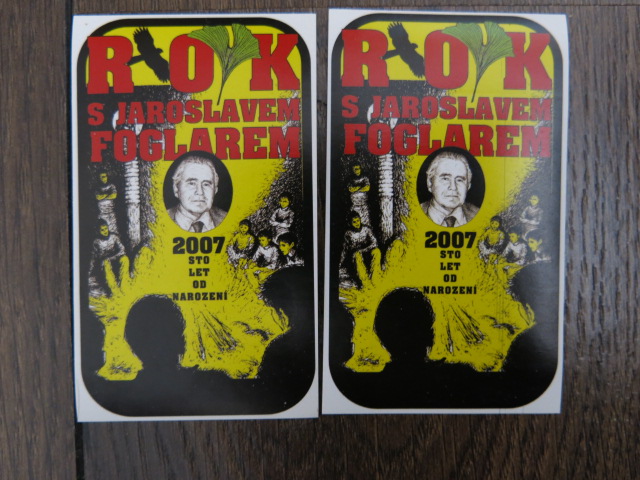 ROK
S JAROSLAVEM
FOGLAREM
2007
STO
LET
OD
NAROZENÍ
ROK
S JAROSLAVEM
FOGLAREM
2007
STO
LET
OD
NAROZENÍ